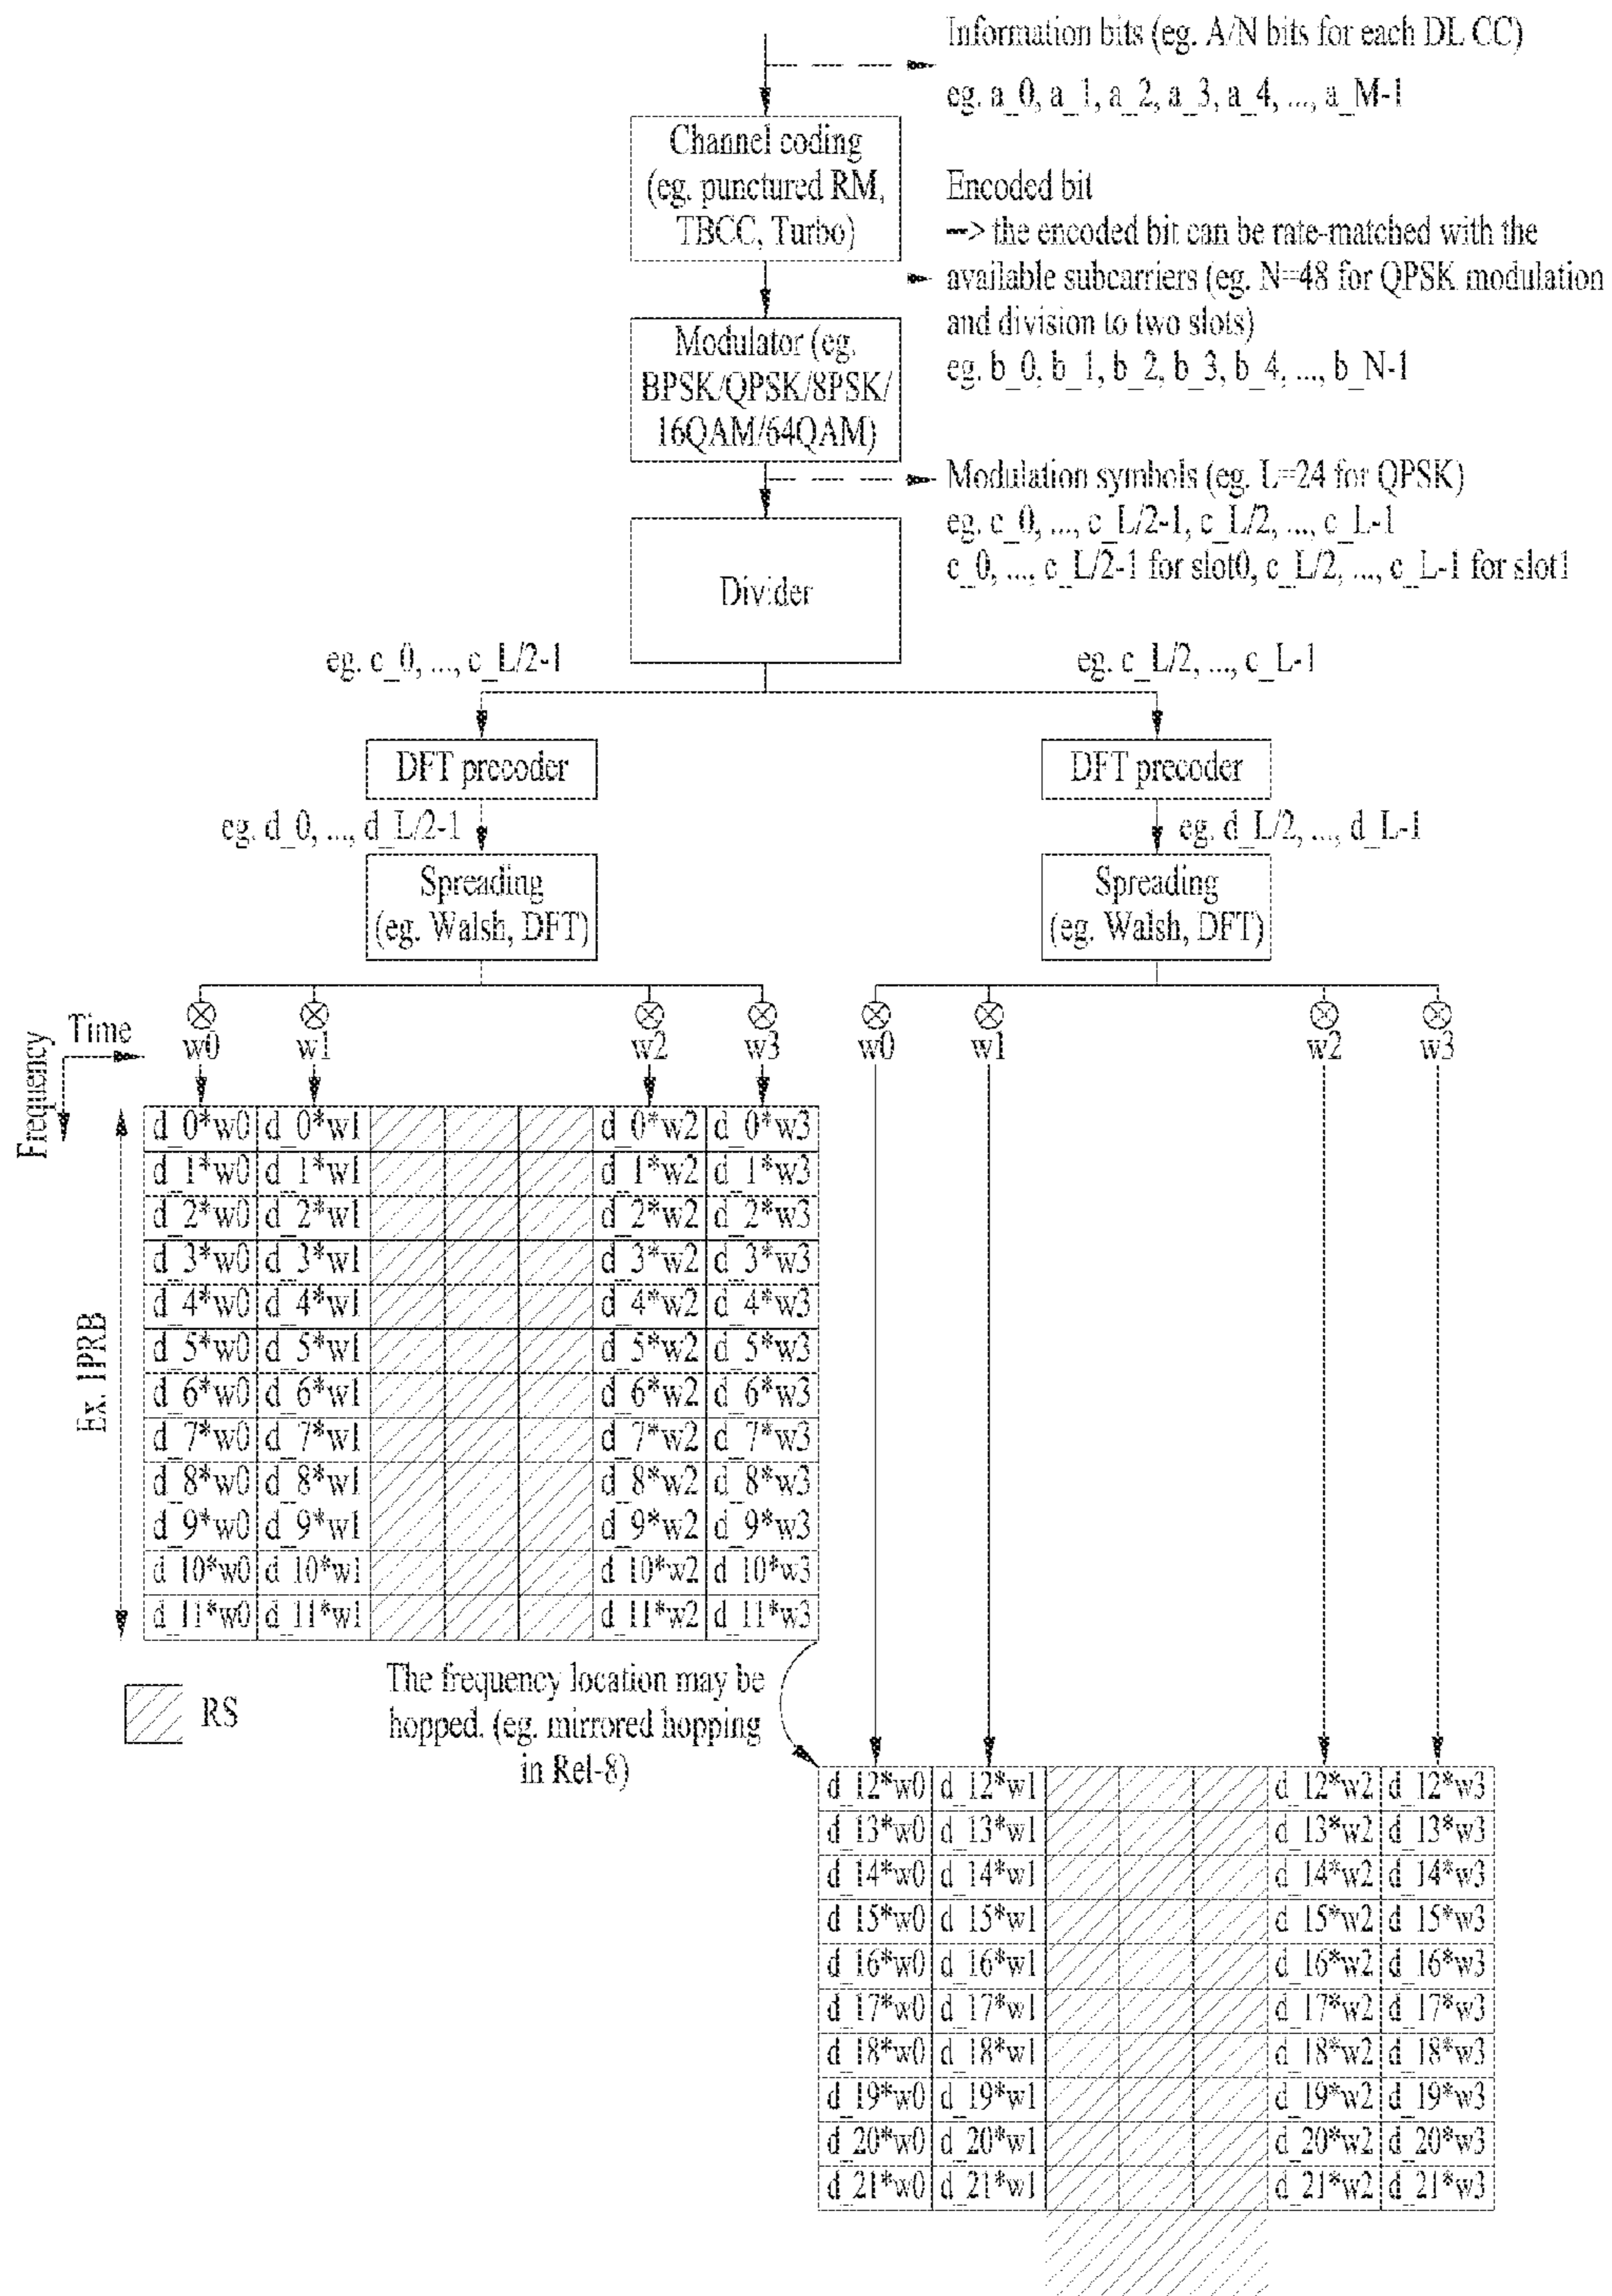 Information bits (eg. A/N bits for each DL CC)
eg. a_0, a_1, a_2, a_3, a_4, ..., a_M-1
Channel coding
(eg. punctured RM,
TBCC, Turbo)
Encoded bit
--> the encoded bit can be rate-matched with the
available subcarriers (eg. N=48 for QPSK modulation
and division to two slots)
eg. b_0, b_1, b_2, b_3, b_4, ..., b_N-1
Modulator (eg.
BPSK/QPSK/8PSK/
16QAM/64QAM)
Modulation symbols (eg. L=24 for QPSK)
eg. c_0, ..., c_L/2-1, c_L/2, ..., c_L-1
c_0, ..., c_L/2-1 for slot0, c_L/2, ..., c_L-1 for slot1
Divider
eg. c_0, ..., c_L/2-1
eg. c_L/2, ..., c_L-1
DFT precoder
DFT precoder
eg. d_0, ..., d_L/2-1
eg. d_L/2, ..., d_L-1
Spreading
(eg. Walsh, DFT)
Spreading
(eg. Walsh, DFT)
Time
Frequency
w0 w1 w2 w3 w0 w1 w2 w3
Ex. 1PRB
d_0*w0 d_0*w1 d_0*w2 d_0*w3
d_1*w0 d_1*w1 d_1*w2 d_1*w3
d_2*w0 d_2*w1 d_2*w2 d_2*w3
d_3*w0 d_3*w1 d_3*w2 d_3*w3
d_4*w0 d_4*w1 d_4*w2 d_4*w3
d_5*w0 d_5*w1 d_5*w2 d_5*w3
d_6*w0 d_6*w1 d_6*w2 d_6*w3
d_7*w0 d_7*w1 d_7*w2 d_7*w3
d_8*w0 d_8*w1 d_8*w2 d_8*w3
d_9*w0 d_9*w1 d_9*w2 d_9*w3
d_10*w0 d_10*w1 d_10*w2 d_10*w3
d_11*w0 d_11*w1 d_11*w2 d_11*w3
RS
The frequency location may be
hopped. (eg. mirrored hopping
in Rel-8)
d_12*w0 d_12*w1 d_12*w2 d_12*w3
d_13*w0 d_13*w1 d_13*w2 d_13*w3
d_14*w0 d_14*w1 d_14*w2 d_14*w3
d_15*w0 d_15*w1 d_15*w2 d_15*w3
d_16*w0 d_16*w1 d_16*w2 d_16*w3
d_17*w0 d_17*w1 d_17*w2 d_17*w3
d_18*w0 d_18*w1 d_18*w2 d_18*w3
d_19*w0 d_19*w1 d_19*w2 d_19*w3
d_20*w0 d_20*w1 d_20*w2 d_20*w3
d_21*w0 d_21*w1 d_21*w2 d_21*w3